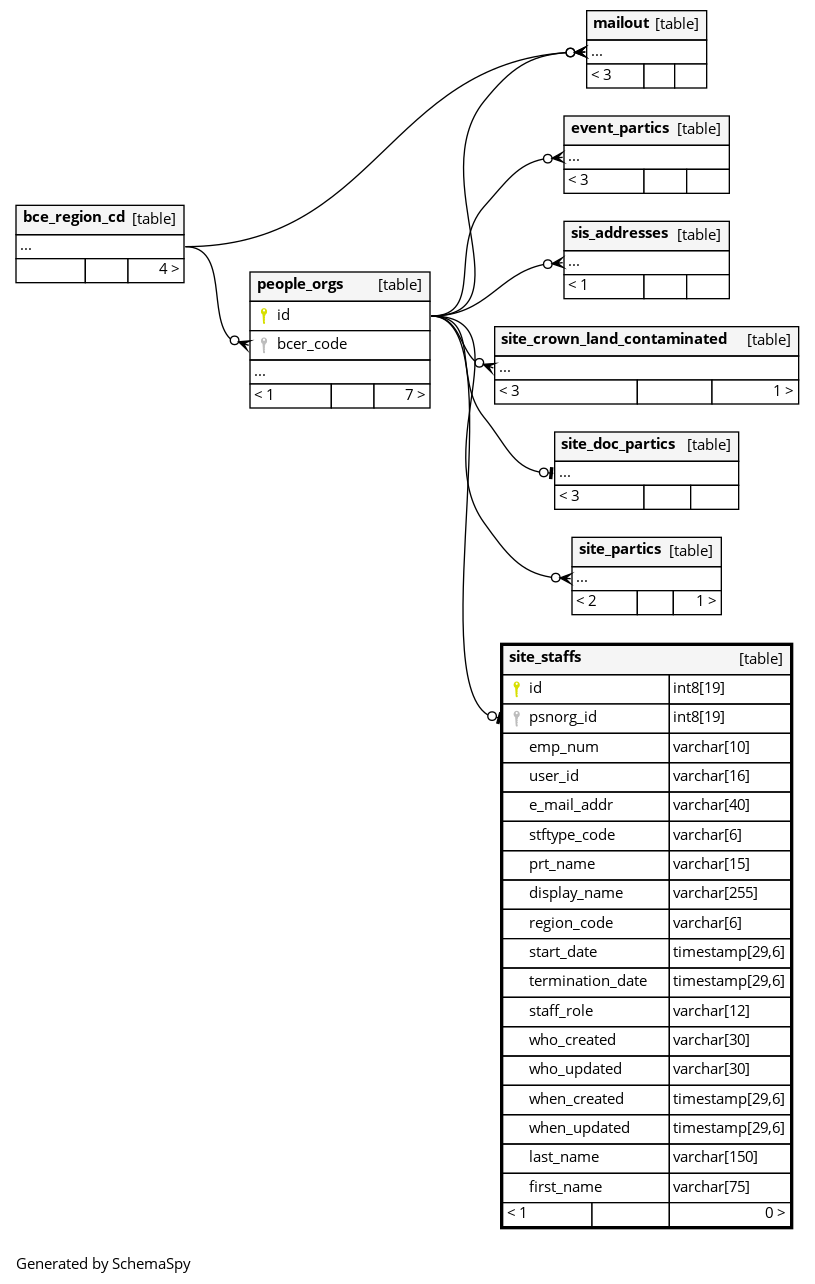 mailout [table]
...
< 3
event_partics [table]
...
< 3
bce_region_cd [table]
...
4 >
sis_addresses [table]
...
< 1
people_orgs [table]
id
bcer_code
...
< 1 7 >
site_crown_land_contaminated [table]
...
< 3 1 >
site_doc_partics [table]
...
< 3
site_partics [table]
...
< 2 1 >
site_staffs [table]
id int8[19]
psnorg_id int8[19]
emp_num varchar[10]
user_id varchar[16]
e_mail_addr varchar[40]
stftype_code varchar[6]
prt_name varchar[15]
display_name varchar[255]
region_code varchar[6]
start_date timestamp[29,6]
termination_date timestamp[29,6]
staff_role varchar[12]
who_created varchar[30]
who_updated varchar[30]
when_created timestamp[29,6]
when_updated timestamp[29,6]
last_name varchar[150]
first_name varchar[75]
< 1 0 >
Generated by SchemaSpy